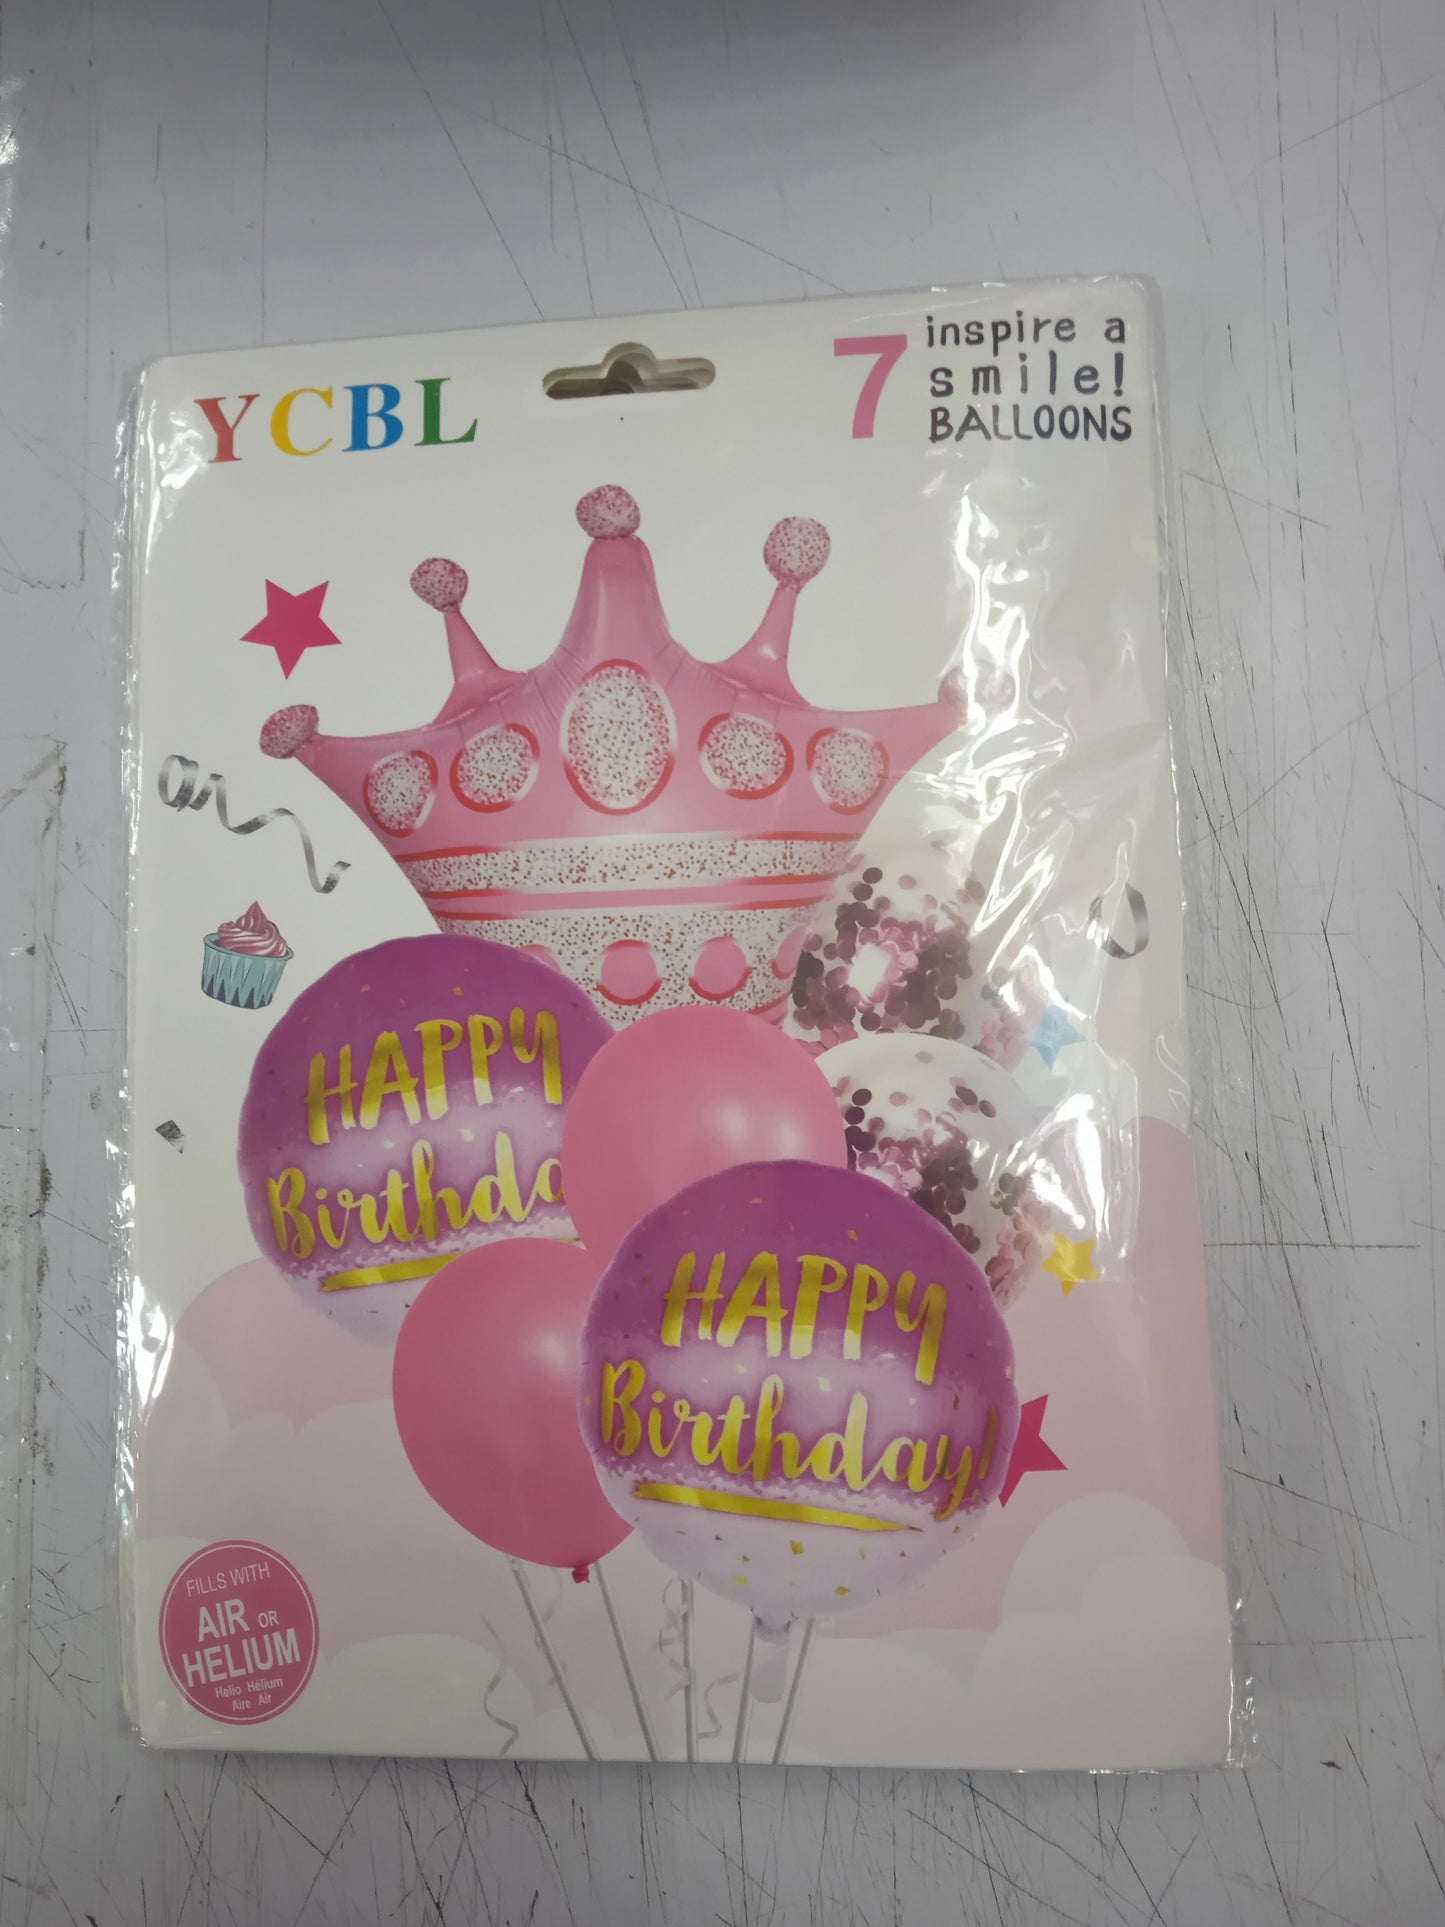 YCBL
7
inspire a
smile!
BALLOONS
HAPPY
Birthda
HAPPY
Birthday!
FILLS WITH
AIR OR
HELIUM
Helio Hélium
Aire Air